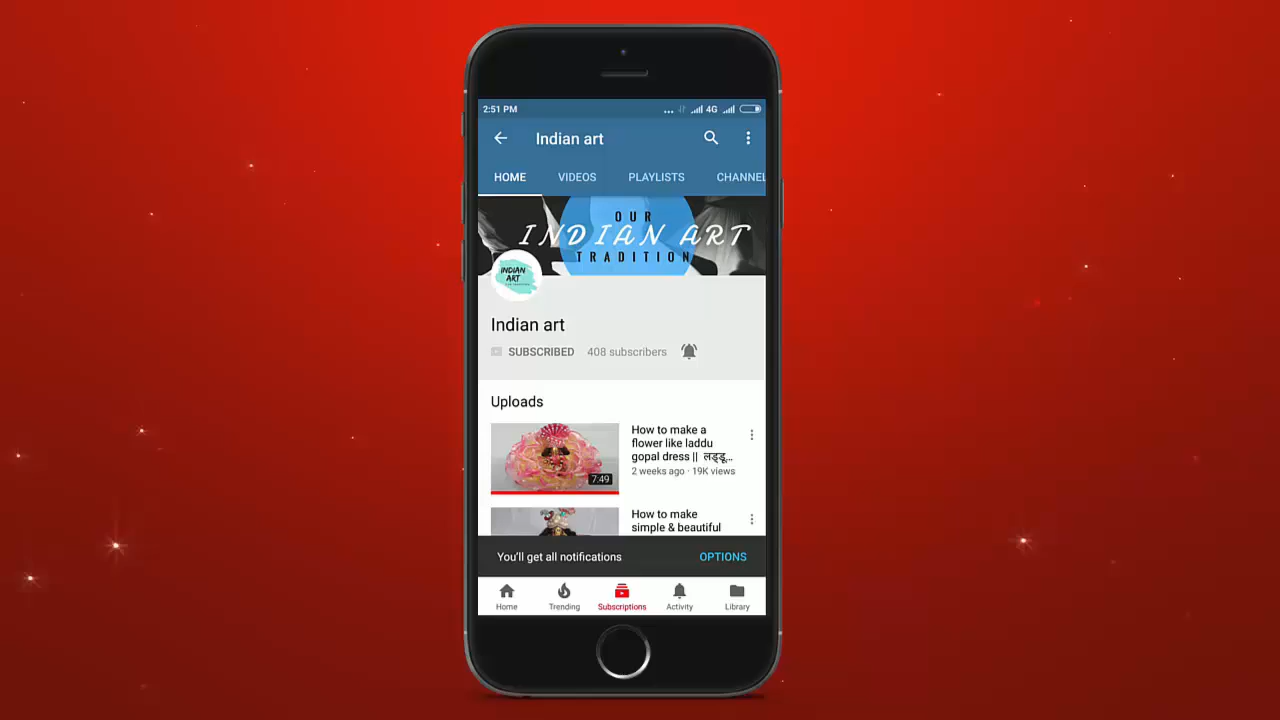 2:51 PM ... 4G
Indian art
HOME VIDEOS PLAYLISTS CHANNEL
OUR
INDIAN ART
TRADITION
INDIAN
ART
Indian art
SUBSCRIBED 408 subscribers
Uploads
How to make a
flower like laddu
gopal dress || लड्डू...
2 weeks ago · 19K views
7:49
How to make
simple & beautiful
You'll get all notifications OPTIONS
Home Trending Subscriptions Activity Library